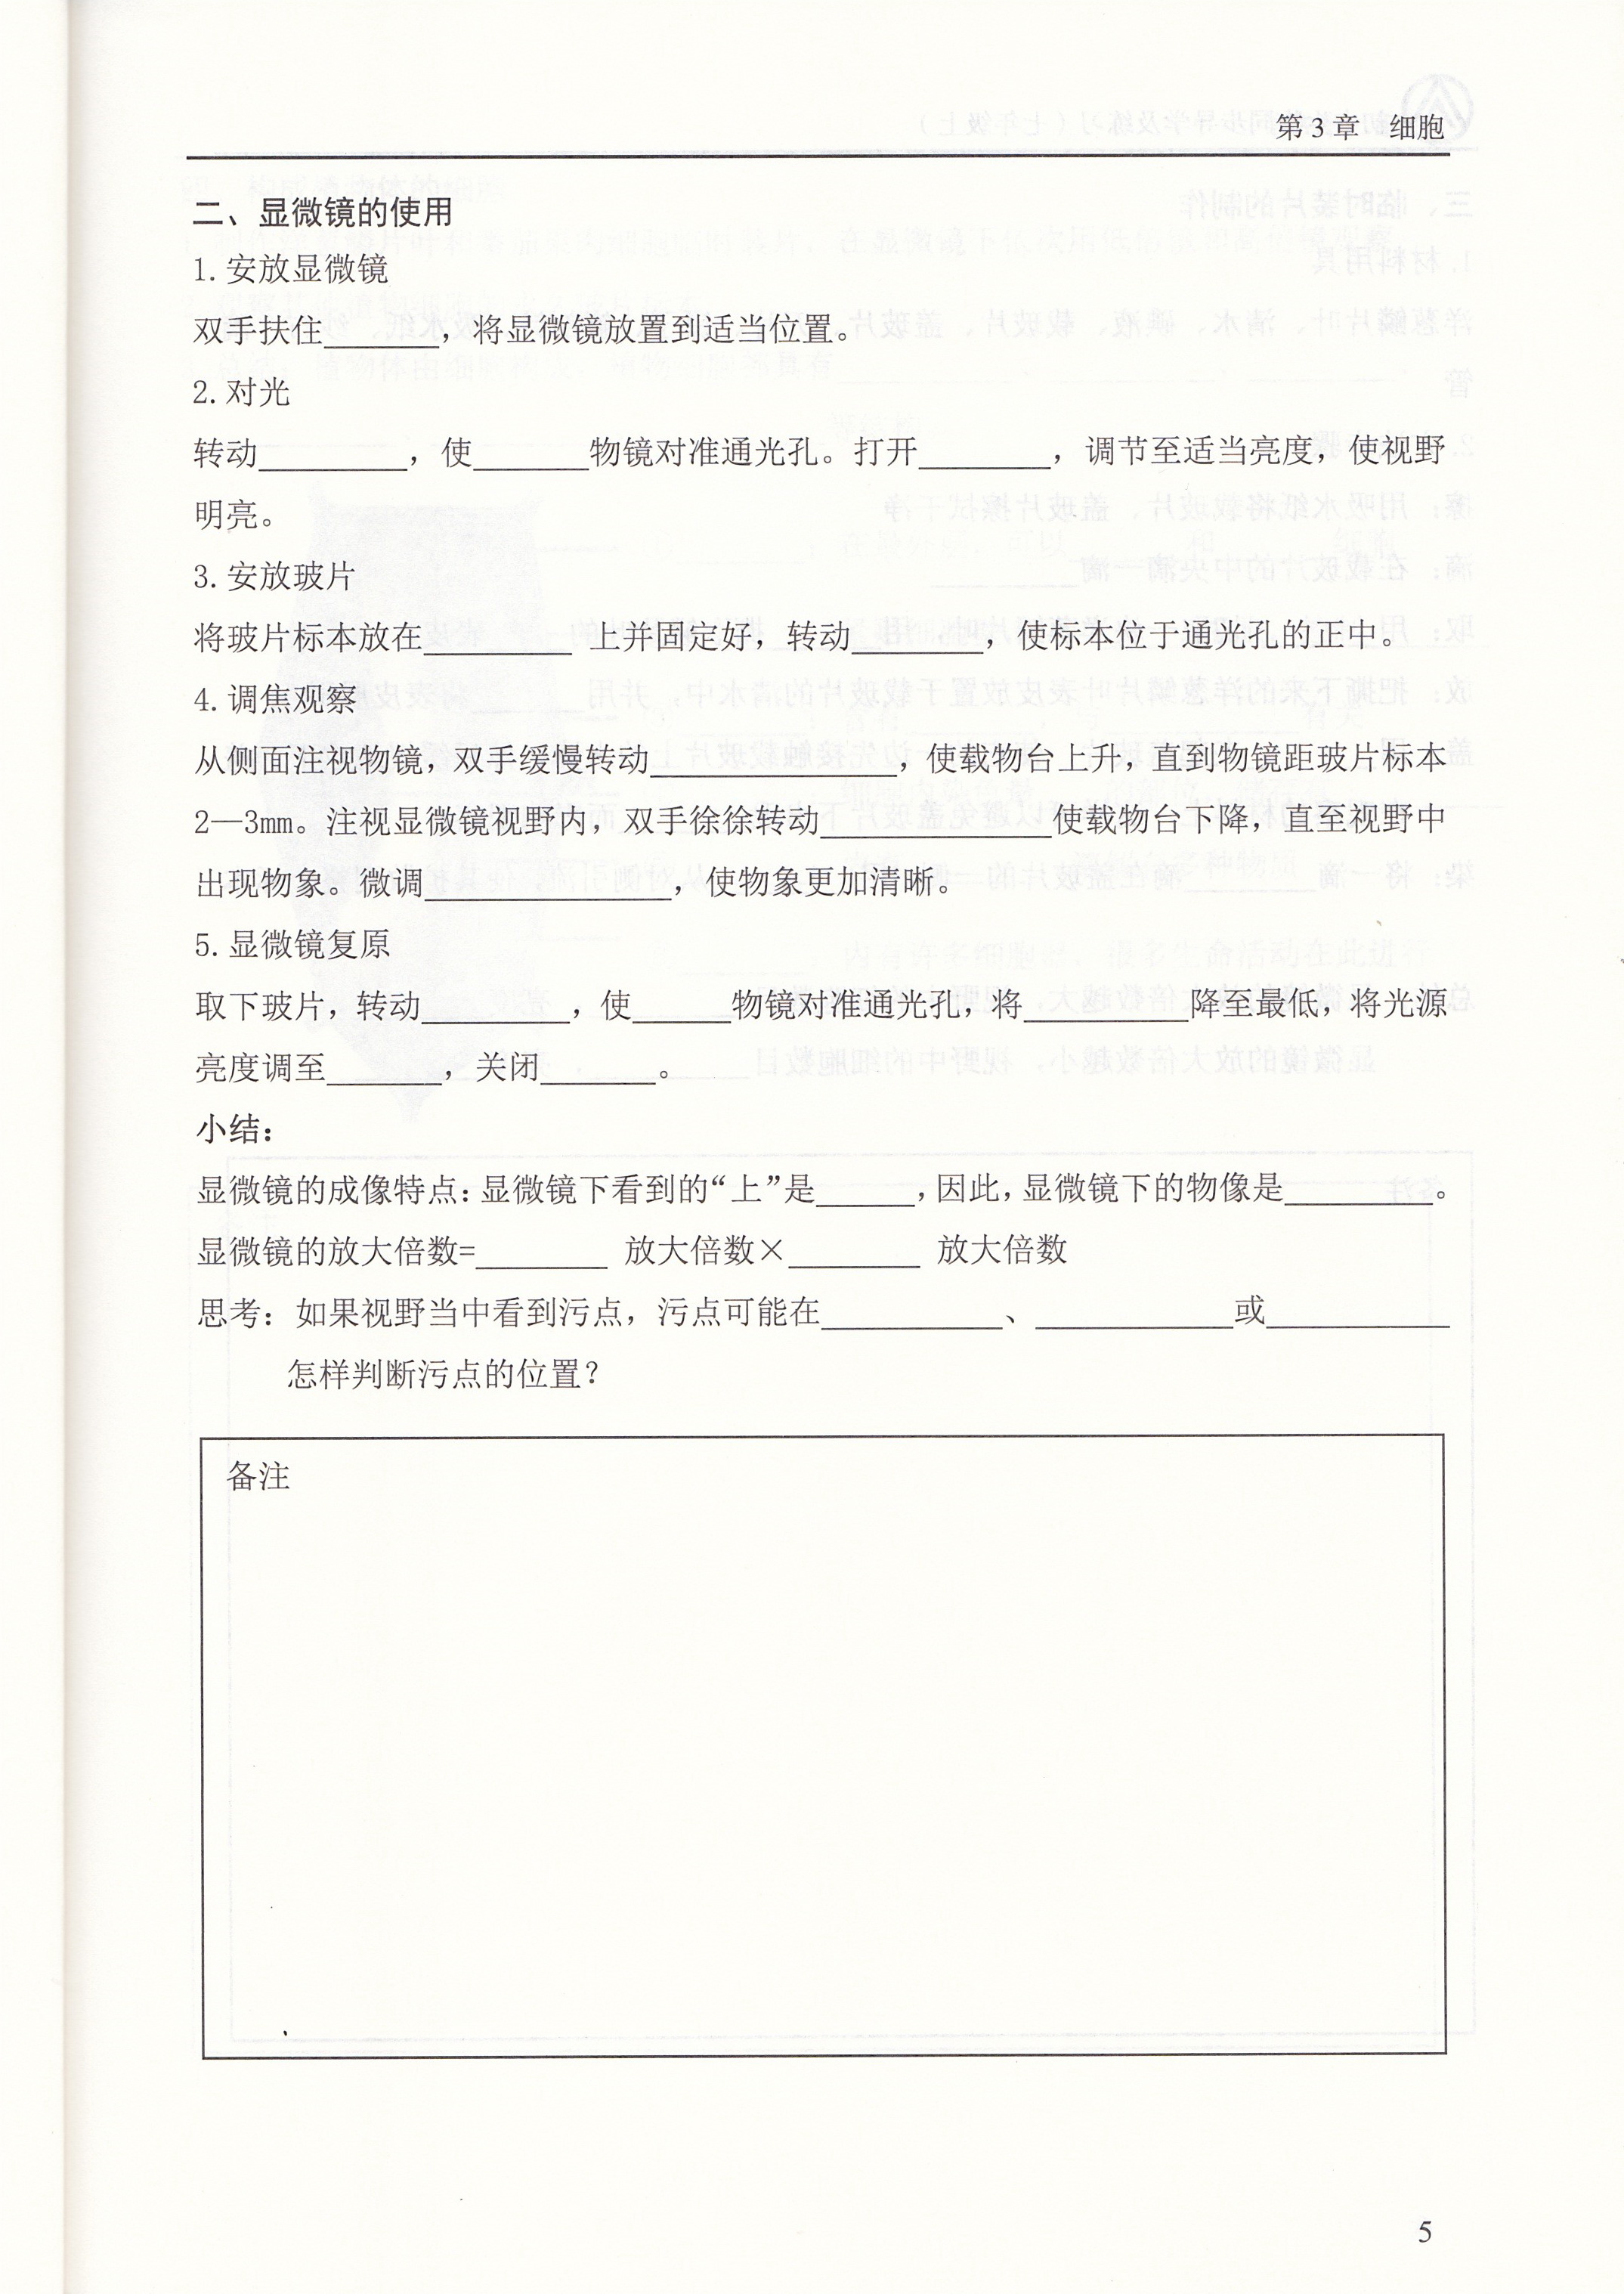 第3章 细胞
二、显微镜的使用
1.安放显微镜
双手扶住_______，将显微镜放置到适当位置。
2.对光
转动_________，使_______物镜对准通光孔。打开________，调节至适当亮度，使视野
明亮。
3.安放玻片
将玻片标本放在_________ 上并固定好，转动________，使标本位于通光孔的正中。
4.调焦观察
从侧面注视物镜，双手缓慢转动_______________，使载物台上升，直到物镜距玻片标本
2—3mm。注视显微镜视野内，双手徐徐转动______________使载物台下降，直至视野中
出现物象。微调_______________，使物象更加清晰。
5.显微镜复原
取下玻片，转动_________，使______物镜对准通光孔，将__________降至最低，将光源
亮度调至_______，关闭_______。
小结：
显微镜的成像特点：显微镜下看到的“上”是______，因此，显微镜下的物像是_________。
显微镜的放大倍数=________ 放大倍数×________ 放大倍数
思考：如果视野当中看到污点，污点可能在___________、____________或___________
怎样判断污点的位置？
备注
5